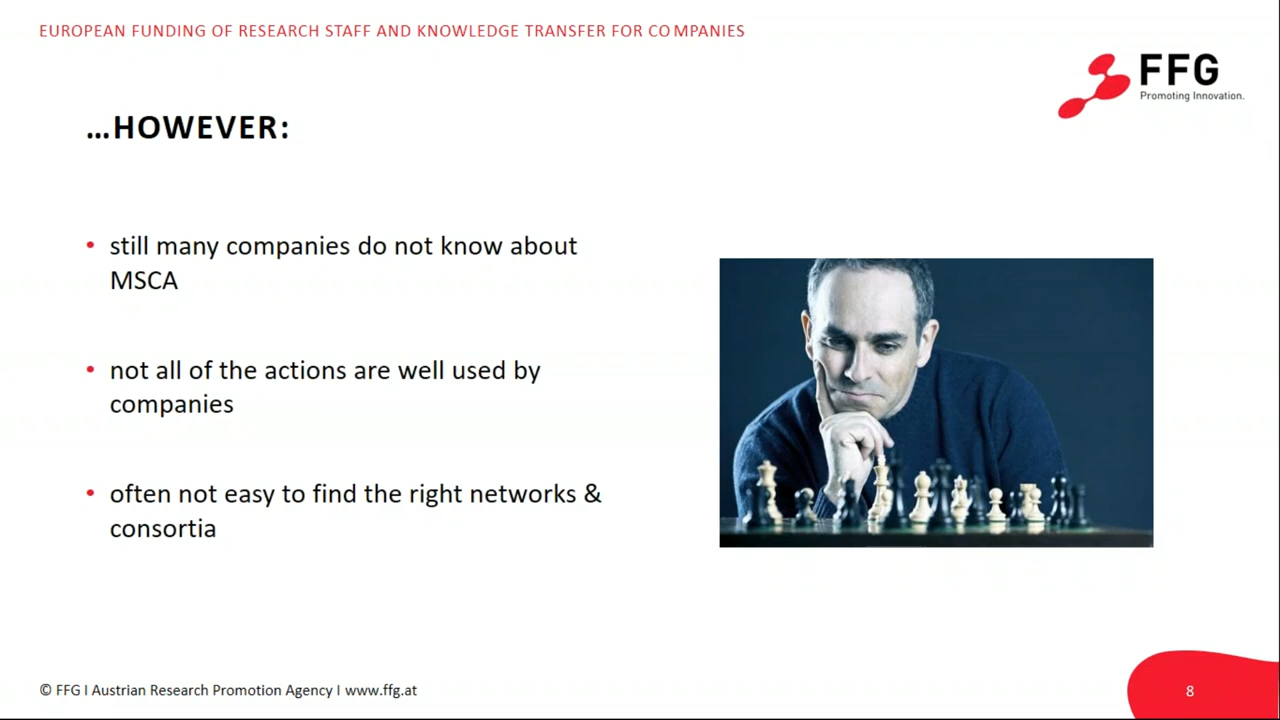 EUROPEAN FUNDING OF RESEARCH STAFF AND KNOWLEDGE TRANSFER FOR COMPANIES
FFG
Promoting Innovation.
...HOWEVER:
• still many companies do not know about
MSCA
• not all of the actions are well used by
companies
• often not easy to find the right networks &
consortia
© FFG I Austrian Research Promotion Agency I www.ffg.at
8